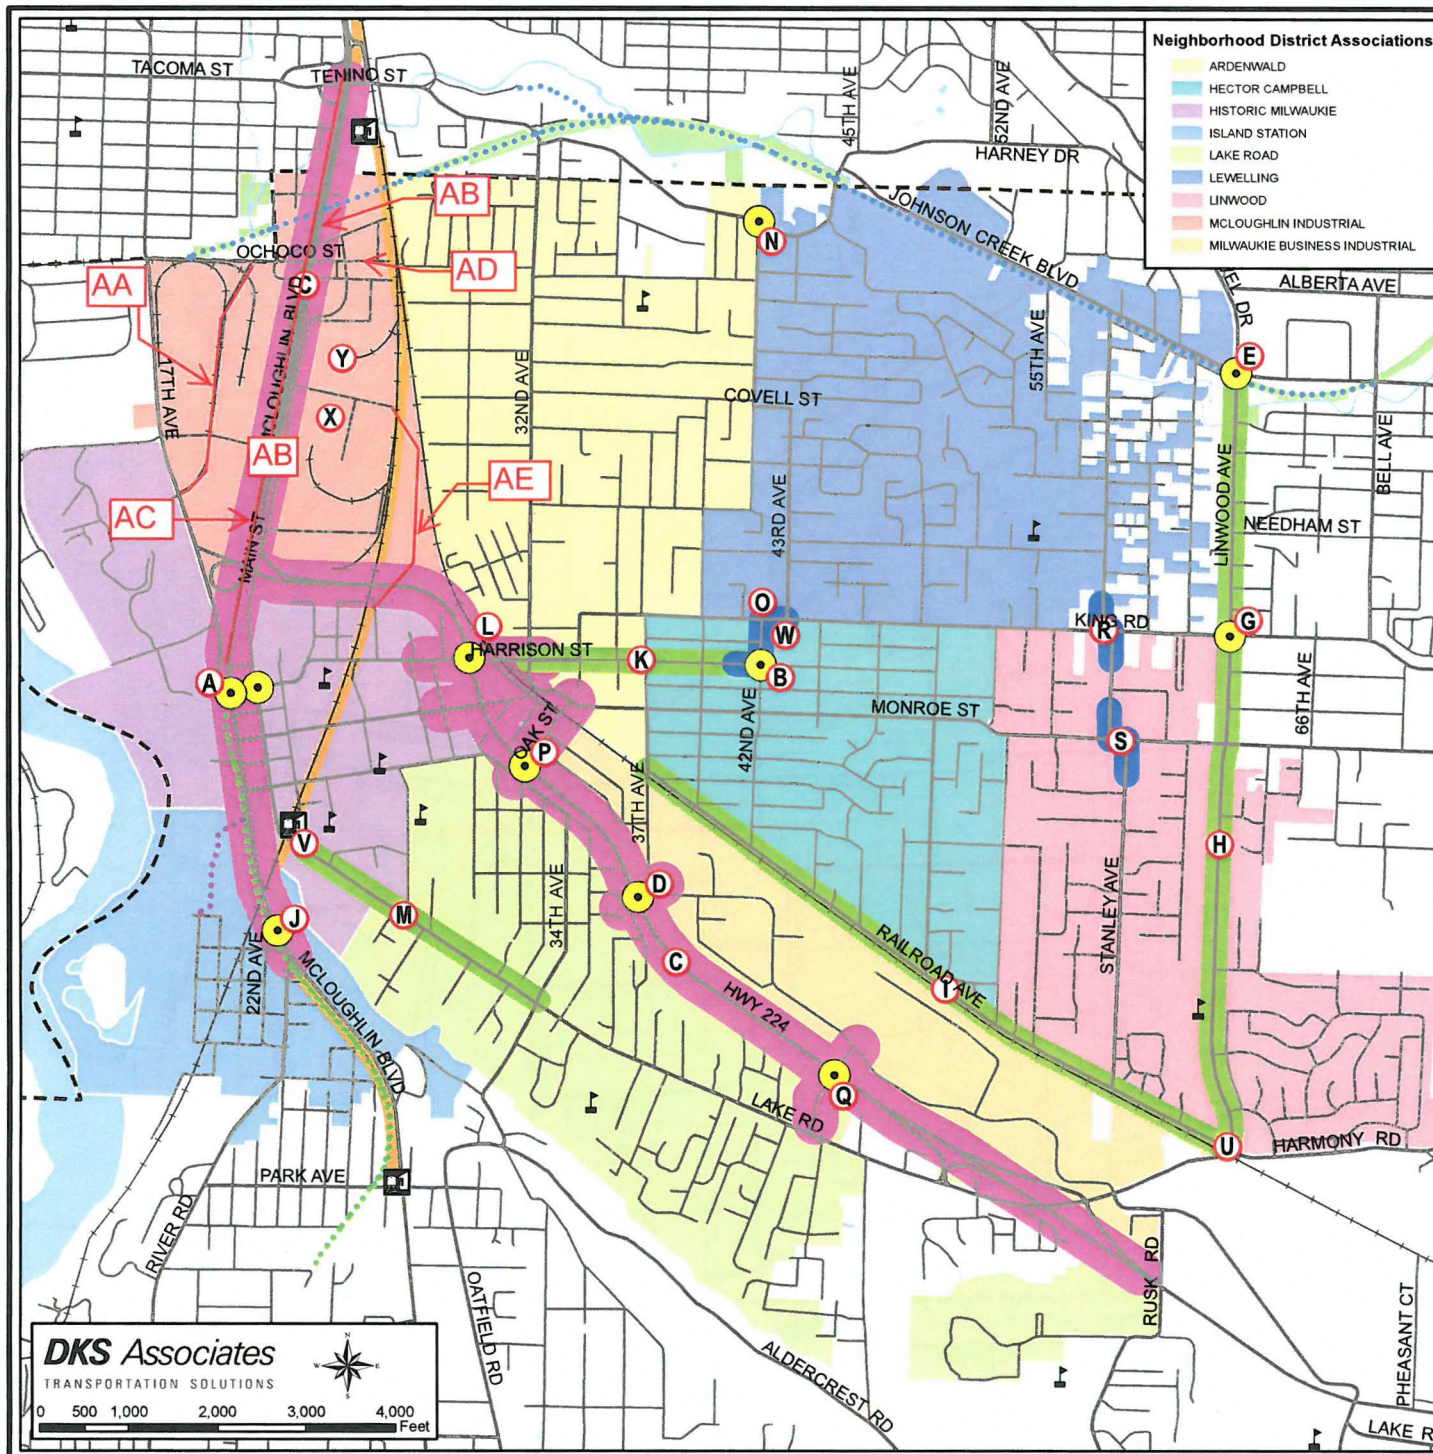 Neighborhood District Associations
ARDENWALD
HECTOR CAMPBELL
HISTORIC MILWAUKIE
ISLAND STATION
LAKE ROAD
LEWELLING
LINWOOD
MCLOUGHLIN INDUSTRIAL
MILWAUKIE BUSINESS INDUSTRIAL
TACOMA ST
TENINO ST
45TH AVE
52ND AVE
HARNEY DR
JOHNSON CREEK BLVD
AB
N
OCHOCO ST
AD
AA
C
ALBERTA AVE
EL DR
Y
E
17TH AVE
MCLOUGHLIN BLVD
32ND AVE
COVELL ST
55TH AVE
X
AB
BELL AVE
AE
AC
43RD AVE
LINWOOD AVE
NEEDHAM ST
MAIN ST
O
L
W
KING RD
R
G
HARRISON ST
K
B
A
MONROE ST
66TH AVE
42ND AVE
OAK ST
P
S
37TH AVE
V
H
D
M
34TH AVE
J
STANLEY AVE
RAILROAD AVE
C
I
22ND AVE
MCLOUGHLIN BLVD
HWY 224
Q
LAKE RD
U
HARMONY RD
PARK AVE
RIVER RD
RUSK RD
OATFIELD RD
PHEASANT CT
ALDERCREST RD
LAKE R
DKS Associates
TRANSPORTATION SOLUTIONS
N
W E
S
0 500 1,000 2,000 3,000 4,000
Feet